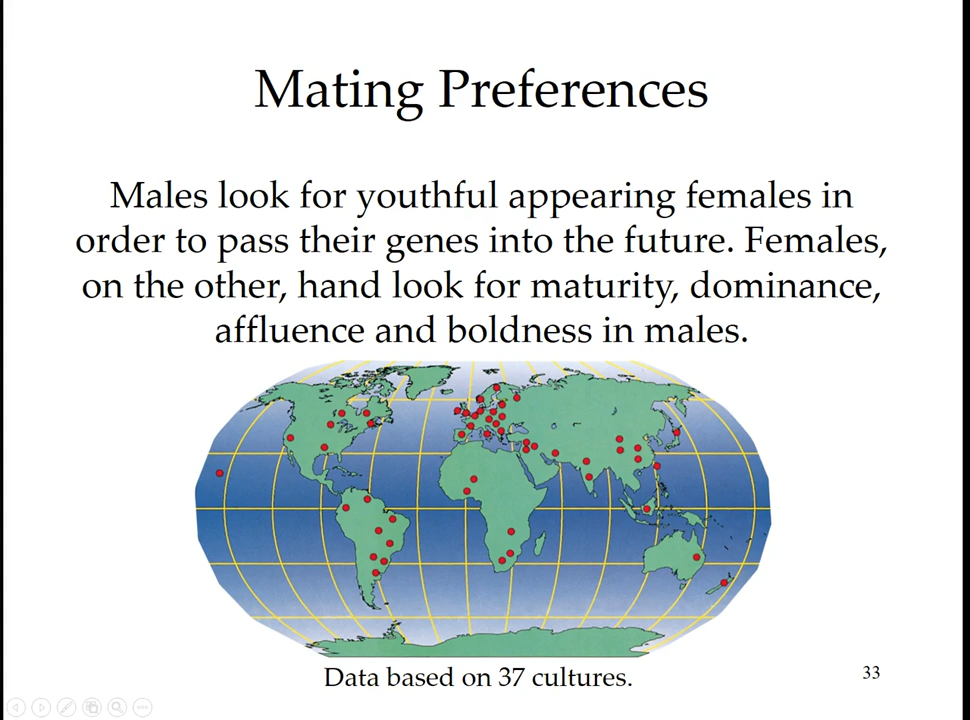 Mating Preferences
Males look for youthful appearing females in
order to pass their genes into the future. Females,
on the other, hand look for maturity, dominance,
affluence and boldness in males.
Data based on 37 cultures.
33